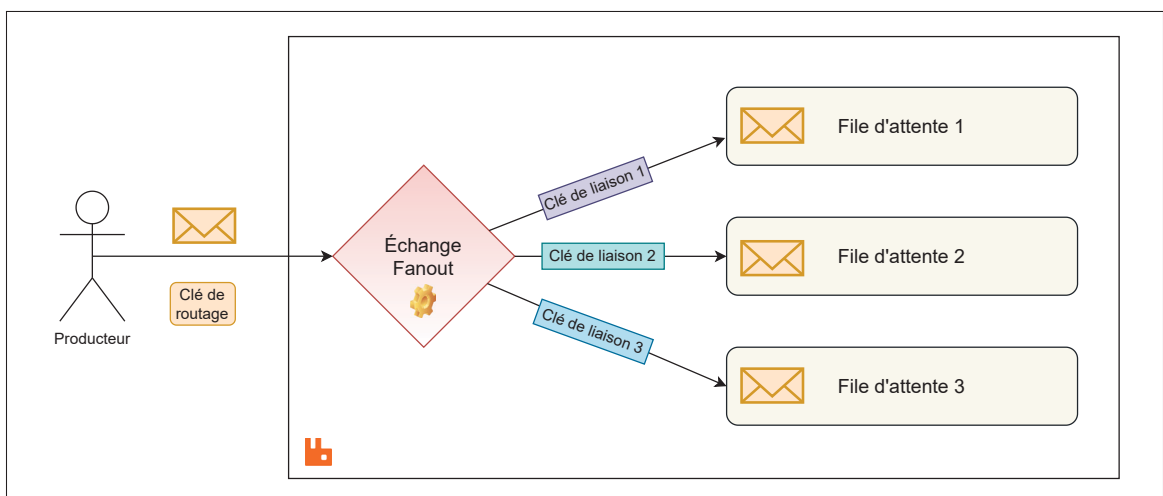 Producteur
Clé de
routage
Échange
Fanout
Clé de liaison 1
Clé de liaison 2
Clé de liaison 3
File d'attente 1
File d'attente 2
File d'attente 3